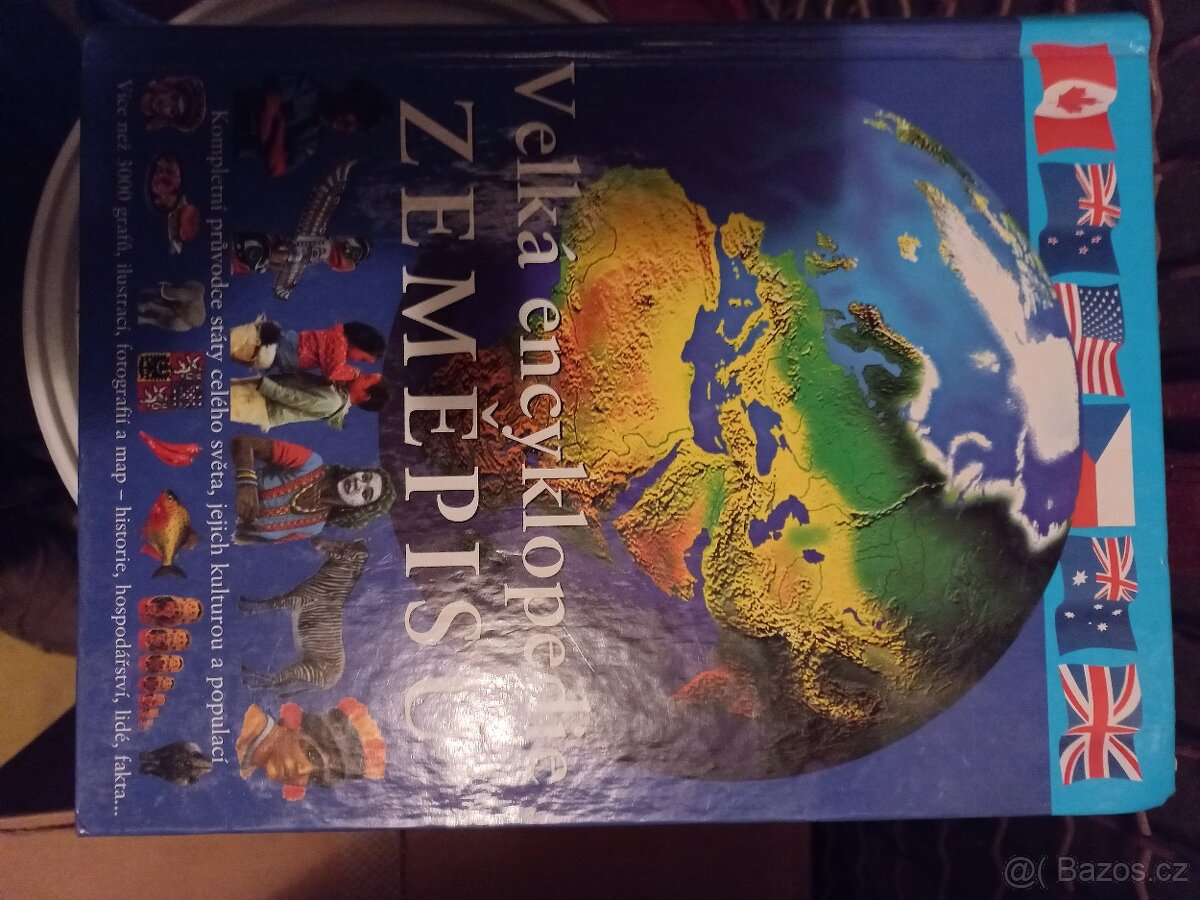 Velká encyklopedie
ZEMĚPISU
Kompletní průvodce státy celého světa, jejich kulturou a populací
Více než 3000 grafů, ilustrací, fotografií a map – historie, hospodářství, lidé, fakta...
@( Bazos.cz